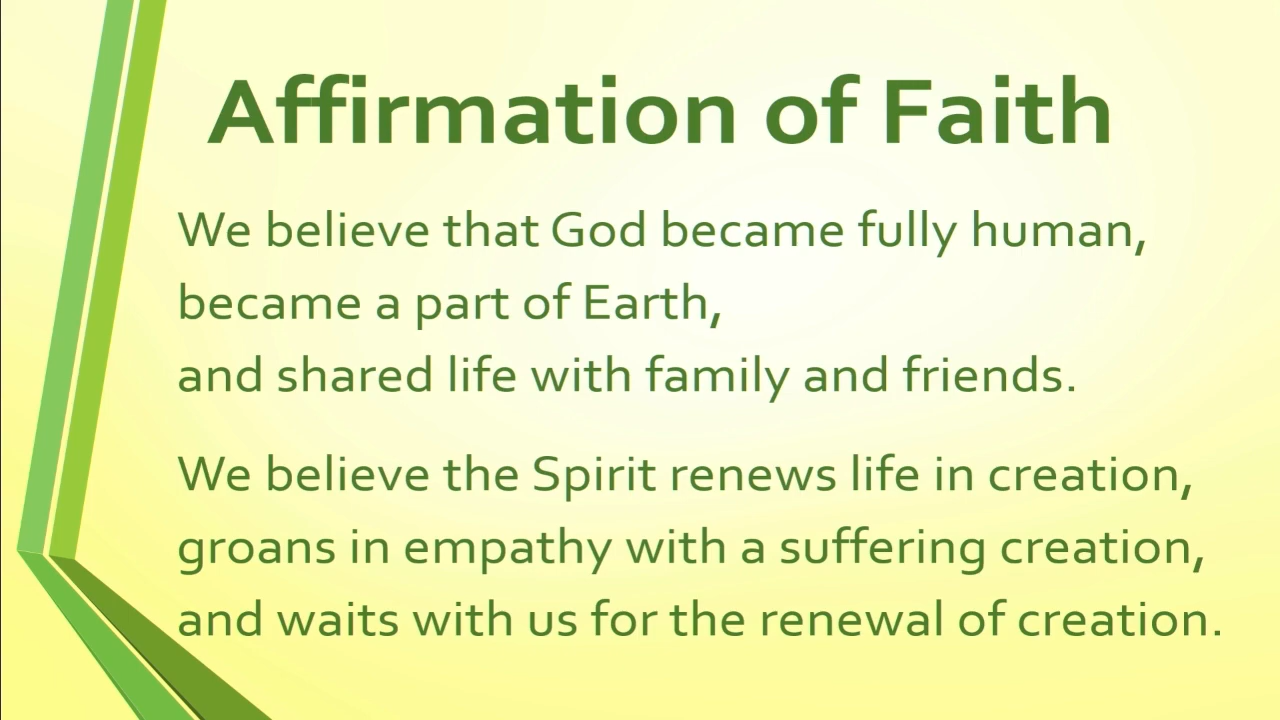 Affirmation of Faith
We believe that God became fully human,
became a part of Earth,
and shared life with family and friends.
We believe the Spirit renews life in creation,
groans in empathy with a suffering creation,
and waits with us for the renewal of creation.